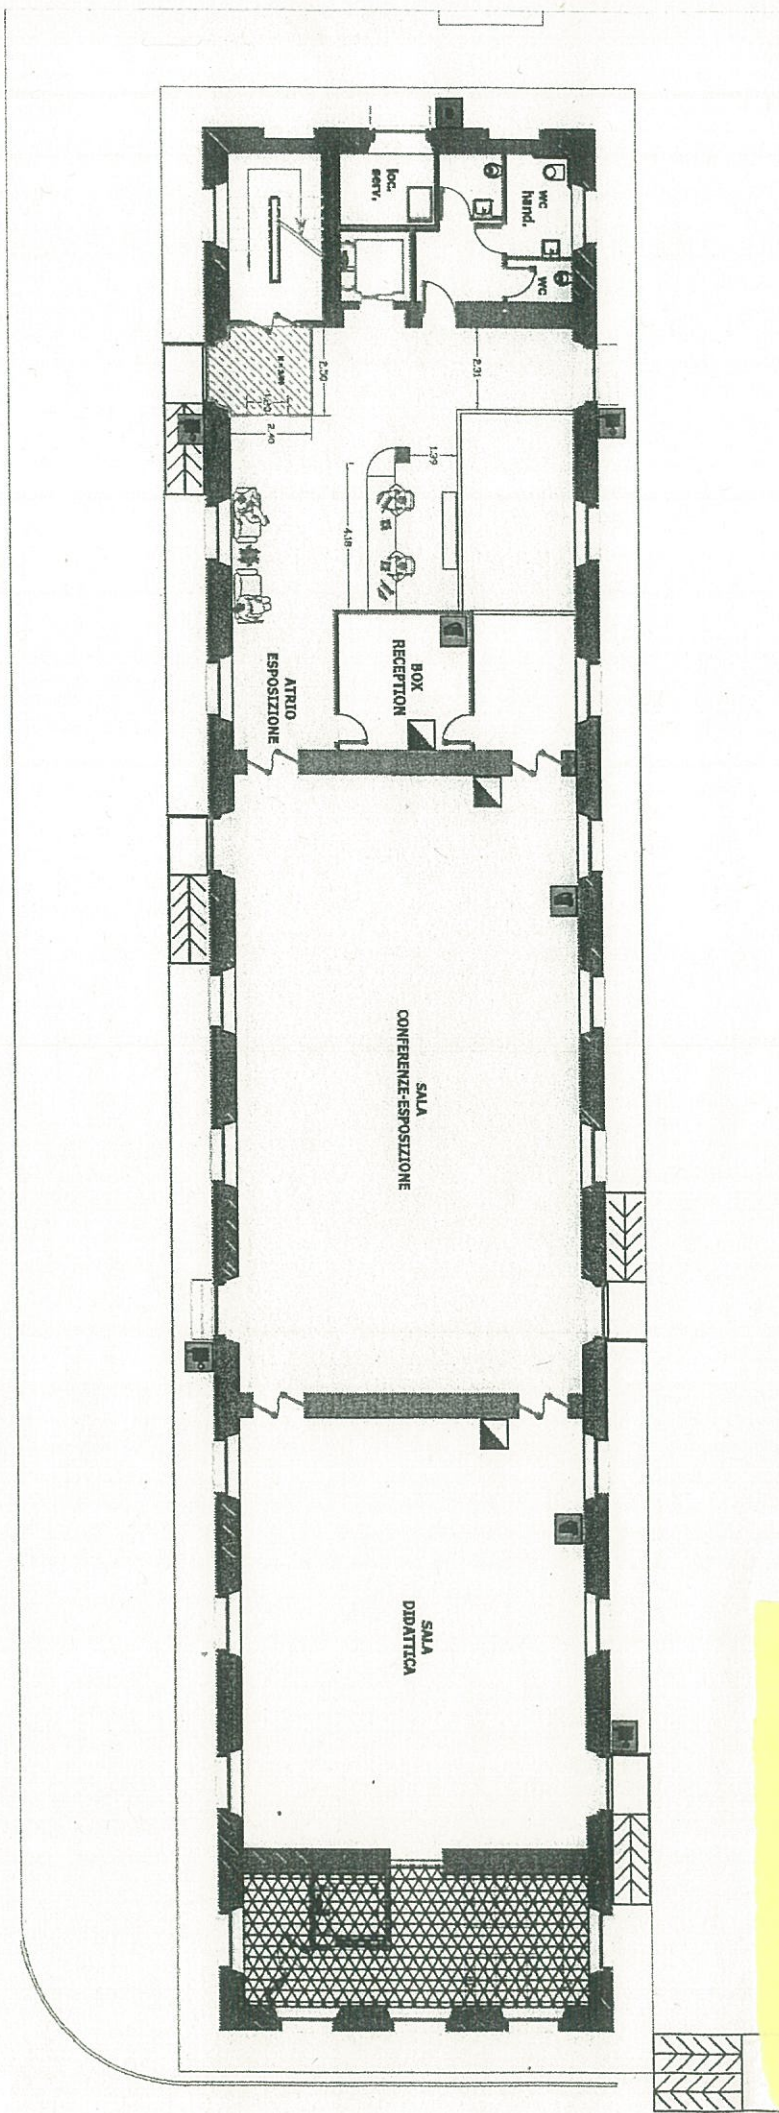 loc.
serv.
wc
hand.
wc
2.50
2.31
2.40
1.39
4.18
BOX
RECEPTION
ATRIO
ESPOSIZIONE
SALA
CONFERENZE-ESPOSIZIONE
SALA
DIDATTICA